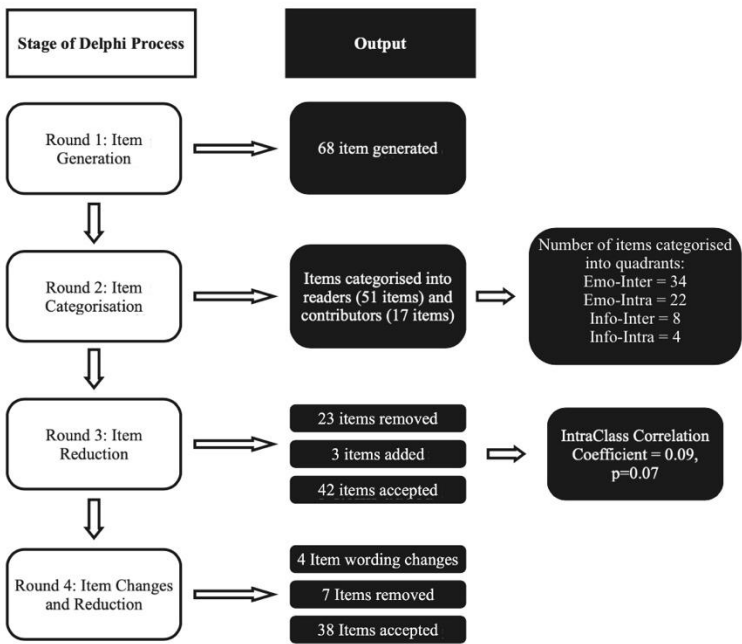 Stage of Delphi Process
Output
Round 1: Item
Generation
68 item generated
Round 2: Item
Categorisation
Items categorised into
readers (51 items) and
contributors (17 items)
Number of items categorised
into quadrants:
Emo-Inter = 34
Emo-Intra = 22
Info-Inter = 8
Info-Intra = 4
Round 3: Item
Reduction
23 items removed
3 items added
42 items accepted
IntraClass Correlation
Coefficient = 0.09,
p=0.07
Round 4: Item Changes
and Reduction
4 Item wording changes
7 Items removed
38 Items accepted